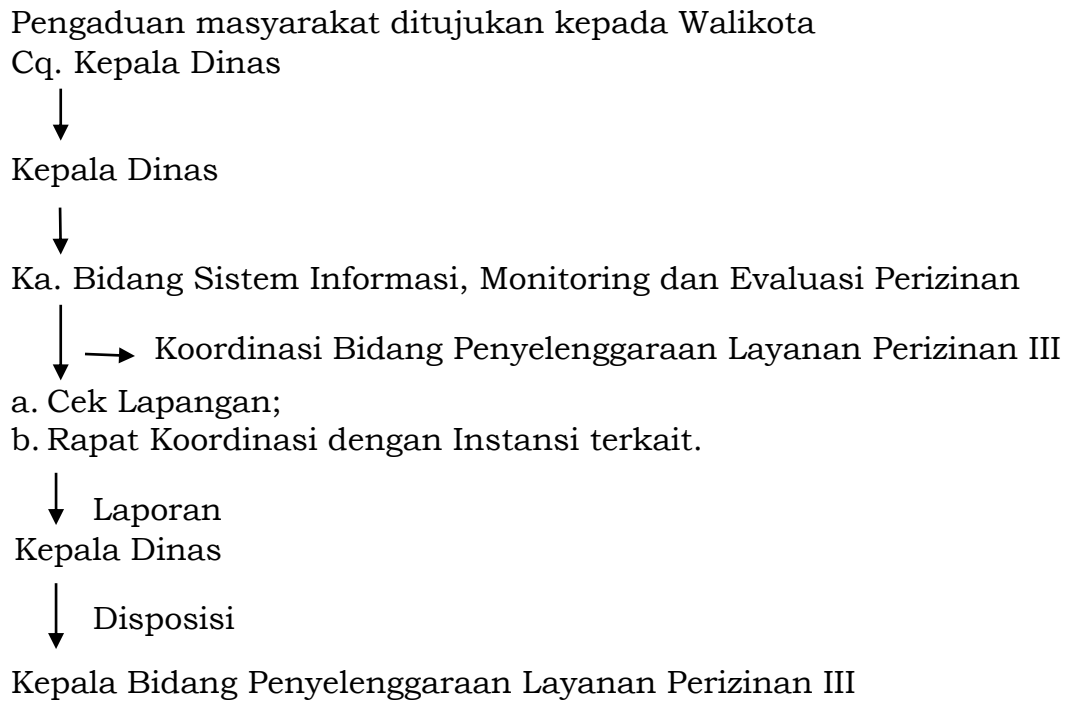 Pengaduan masyarakat ditujukan kepada Walikota
Cq. Kepala Dinas
Kepala Dinas
Ka. Bidang Sistem Informasi, Monitoring dan Evaluasi Perizinan
Koordinasi Bidang Penyelenggaraan Layanan Perizinan III
a. Cek Lapangan;
b. Rapat Koordinasi dengan Instansi terkait.
Laporan
Kepala Dinas
Disposisi
Kepala Bidang Penyelenggaraan Layanan Perizinan III